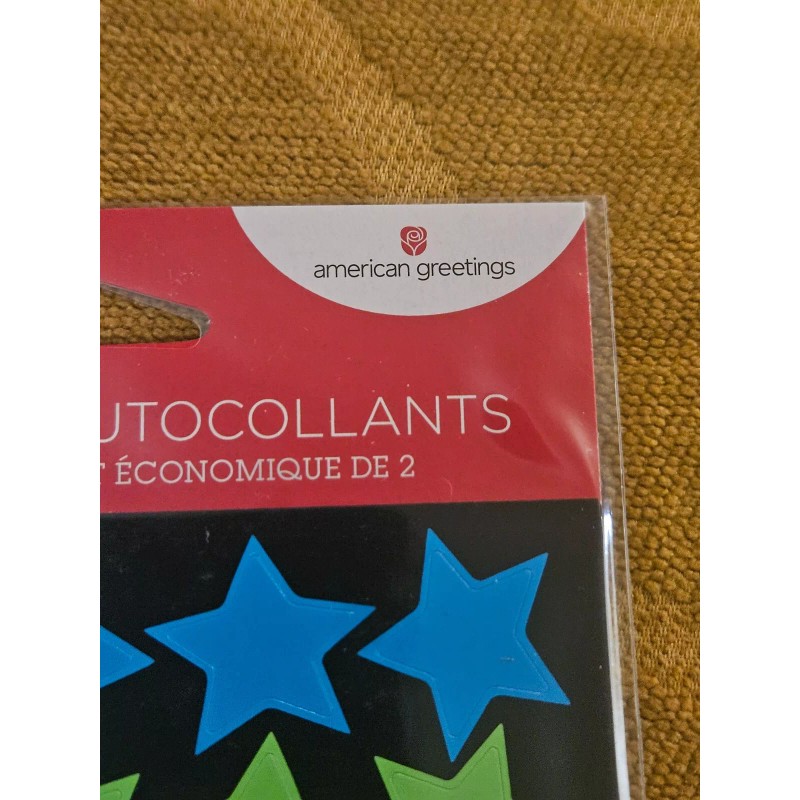 american greetings
UTOCOLLANTS
T ÉCONOMIQUE DE 2